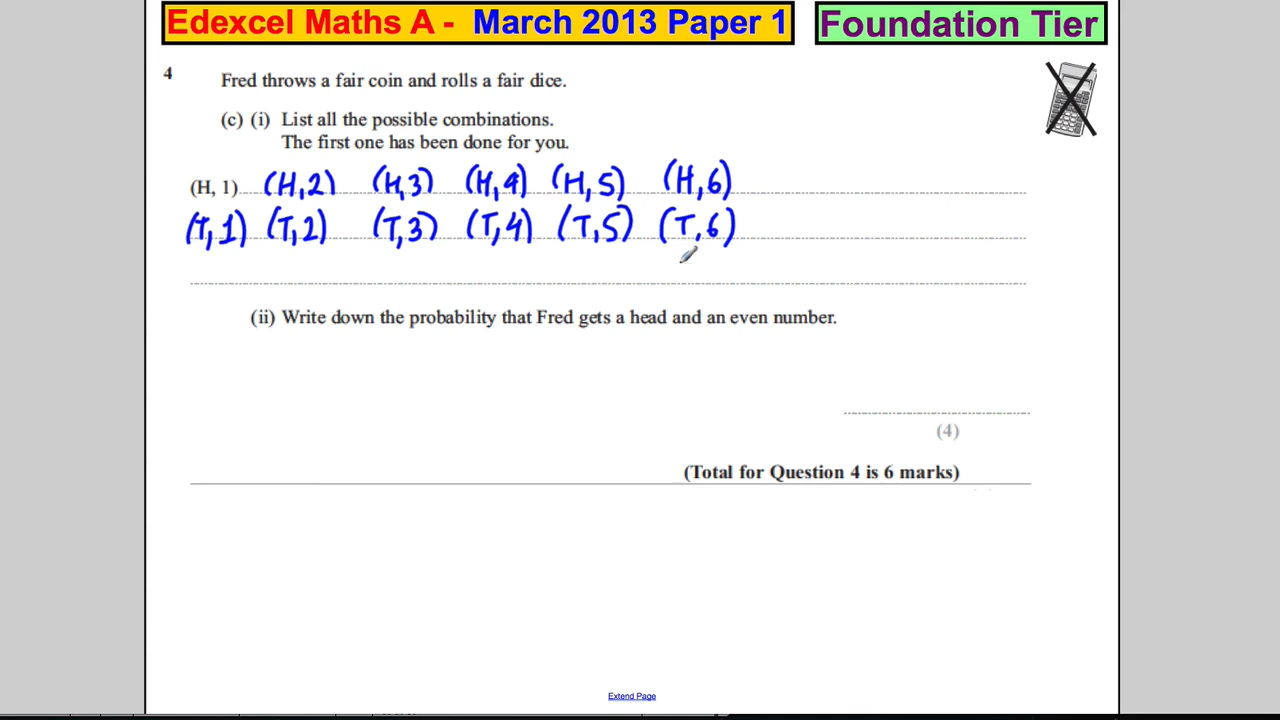 Edexcel Maths A - March 2013 Paper 1 Foundation Tier
4 Fred throws a fair coin and rolls a fair dice.
(c) (i) List all the possible combinations.
The first one has been done for you.
(H, 1) (H,2) (H,3) (H,4) (H,5) (H,6)
(T,1) (T,2) (T,3) (T,4) (T,5) (T,6)
(ii) Write down the probability that Fred gets a head and an even number.
(4)
(Total for Question 4 is 6 marks)
Extend Page